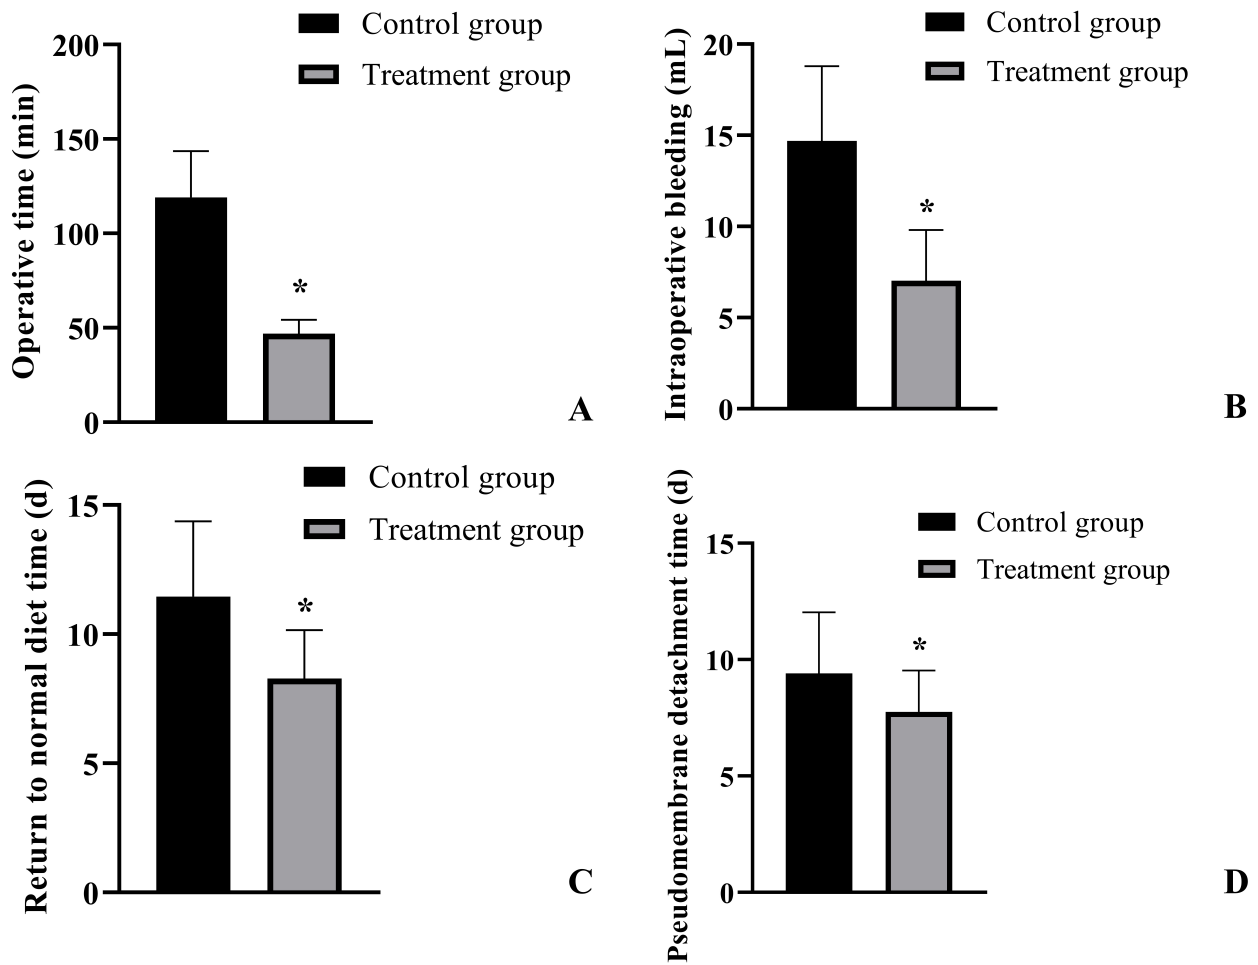 Control group
Treatment group
Operative time (min)
200
150
100
50
0
*
A
Control group
Treatment group
Intraoperative bleeding (mL)
20
15
10
5
0
*
B
Control group
Treatment group
Return to normal diet time (d)
15
10
5
0
*
C
Control group
Treatment group
Pseudomembrane detachment time (d)
15
10
5
0
*
D